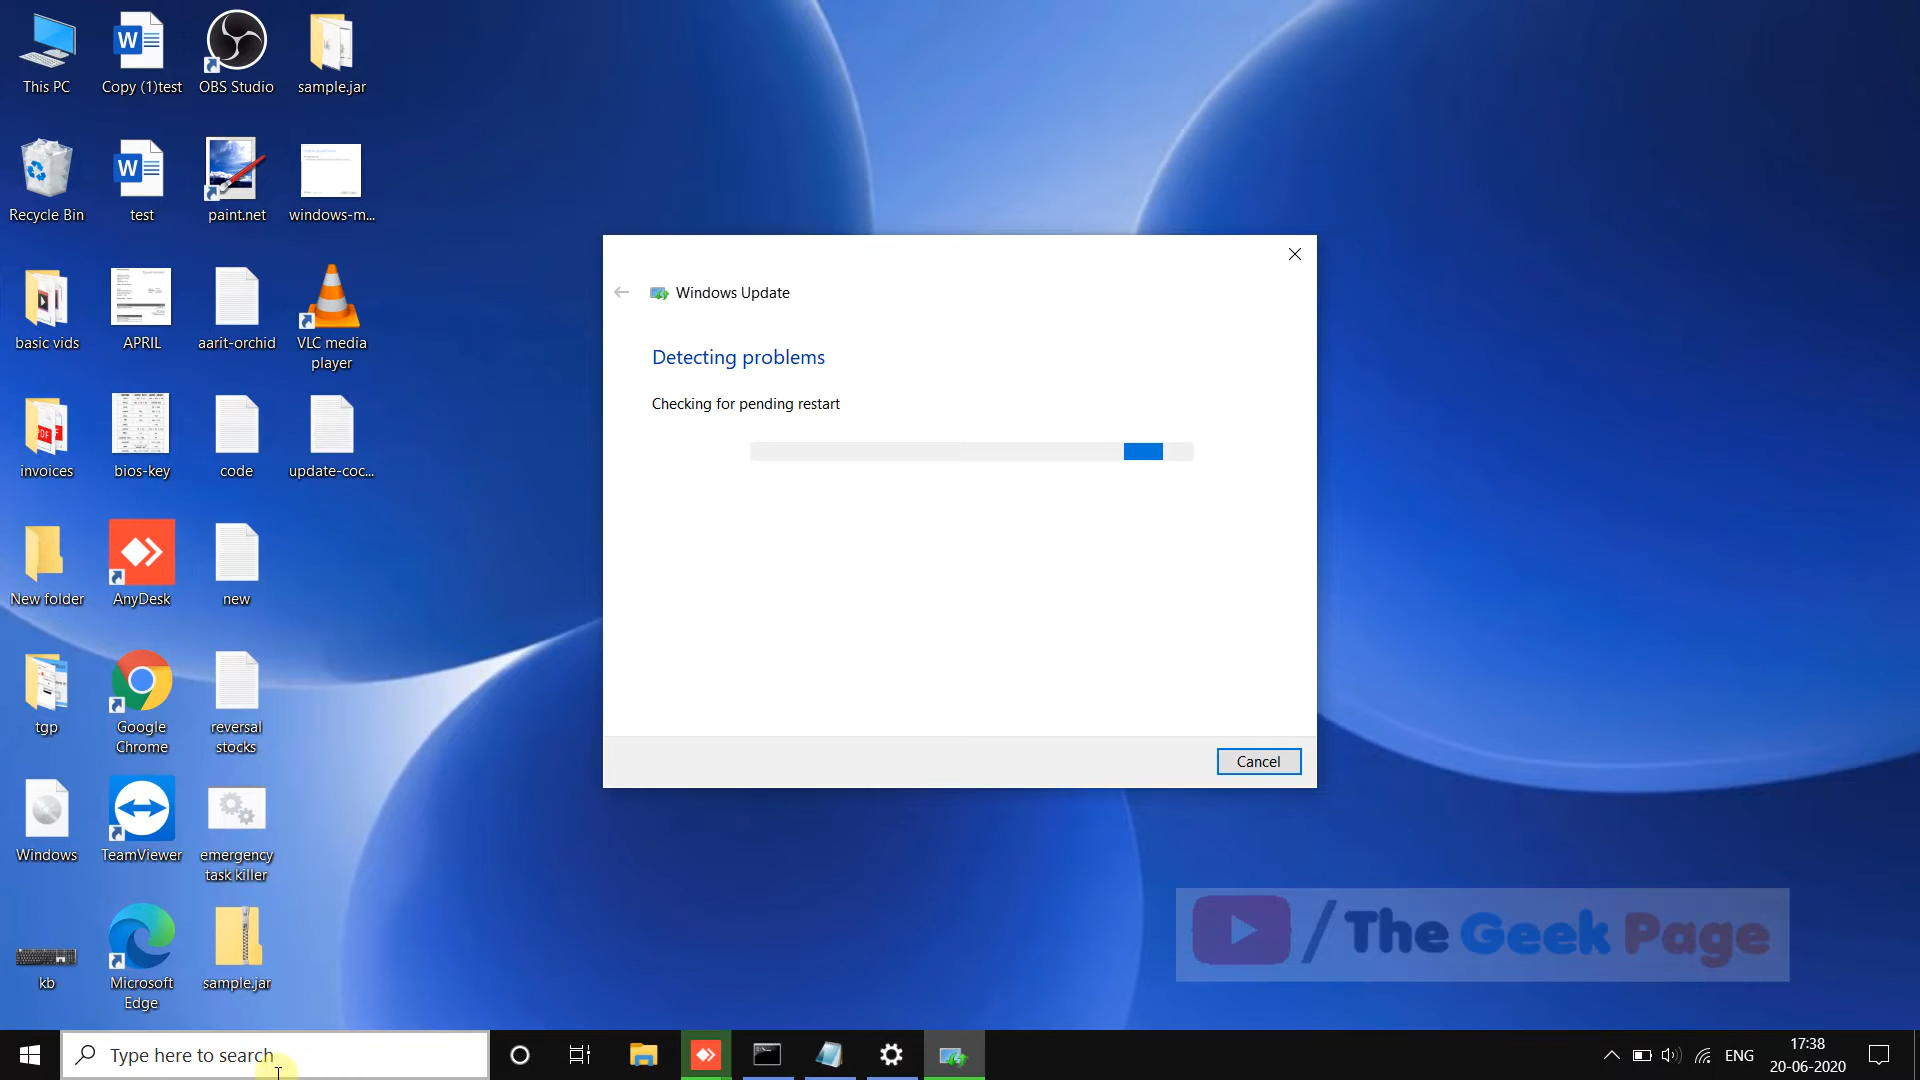 This PC
Copy (1)test
OBS Studio
sample.jar
Recycle Bin
test
paint.net
windows-m...
basic vids
APRIL
aarit-orchid
VLC media
player
invoices
bios-key
code
update-coc...
New folder
AnyDesk
new
tgp
Google
Chrome
reversal
stocks
Windows
TeamViewer
emergency
task killer
kb
Microsoft
Edge
sample.jar
Windows Update
Detecting problems
Checking for pending restart
Cancel
/The Geek Page
Type here to search
ENG
17:38
20-06-2020